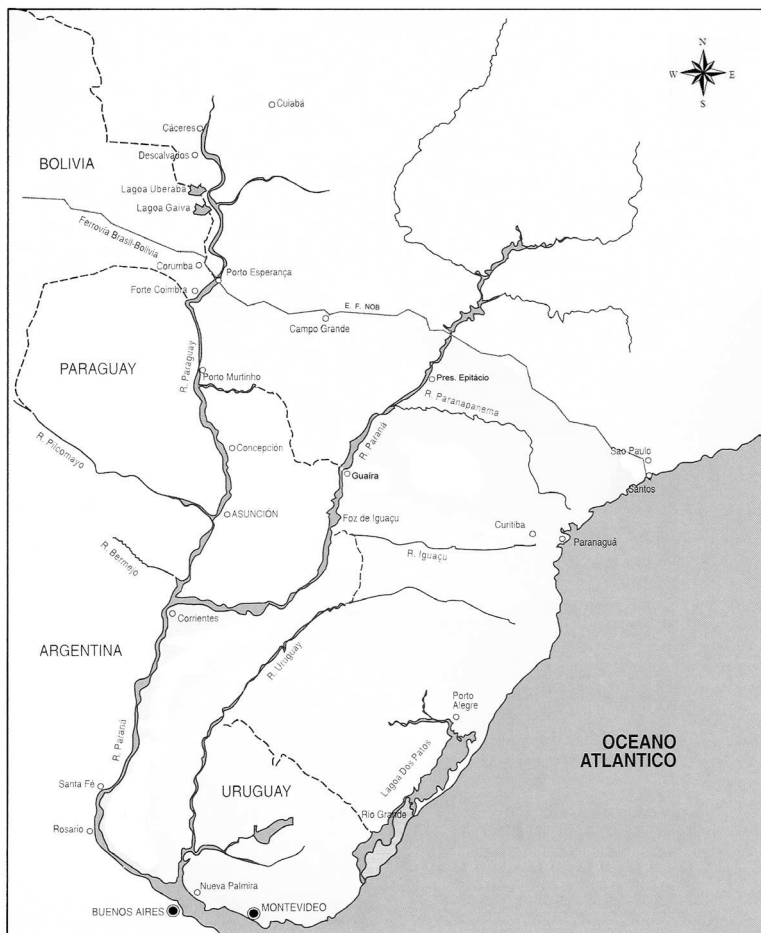 N
W E
S
Cuiabá
Cáceres
Descalvados
BOLIVIA
Lagoa Uberaba
Lagoa Gaiva
Ferrovia Brasil-Bolivia
Corumba
Porto Esperança
Forte Coimbra
E. F. NOB
Campo Grande
R. Paraguay
PARAGUAY
Porto Murtinho
Pres. Epitácio
R. Paranapanema
R. Pilcomayo
Concepción
R. Paraná
Sao Paulo
Guaíra
Santos
ASUNCIÓN
Foz de Iguaçu
Curitiba
Paranaguá
R. Bermejo
R. Iguaçu
Corrientes
ARGENTINA
R. Uruguay
Porto
Alegre
R. Paraná
OCEANO
ATLANTICO
Lagoa Dos Patos
Santa Fé
URUGUAY
Rio Grande
Rosario
Nueva Palmira
BUENOS AIRES
MONTEVIDEO